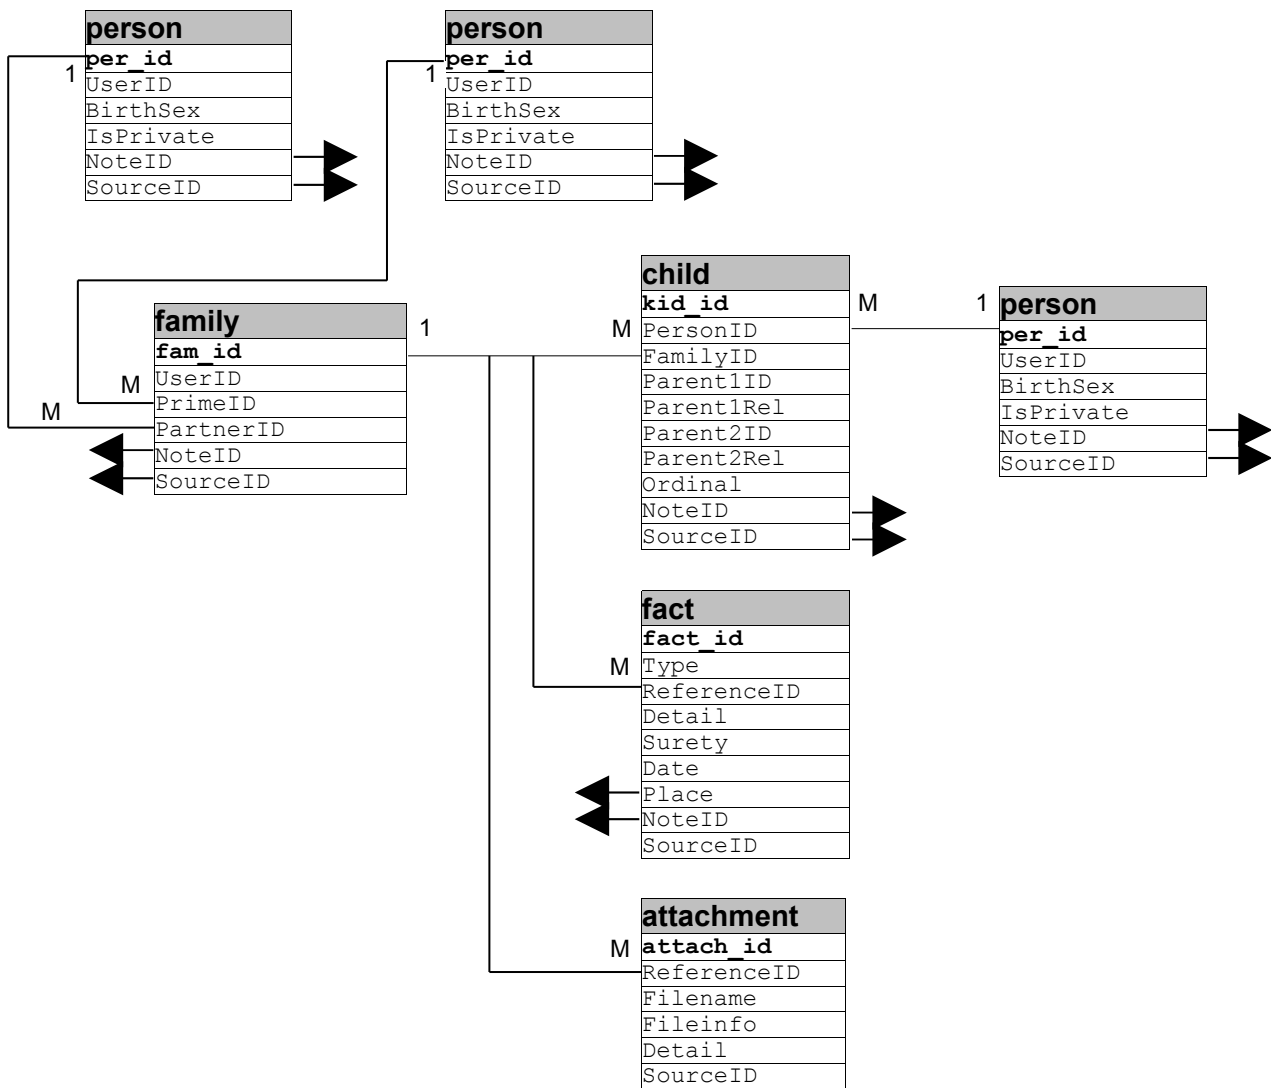 person
per_id
UserID
BirthSex
IsPrivate
NoteID
SourceID
1
person
per_id
UserID
BirthSex
IsPrivate
NoteID
SourceID
1
family
fam_id
UserID
PrimeID
PartnerID
NoteID
SourceID
M
M
1
child
kid_id
PersonID
FamilyID
Parent1ID
Parent1Rel
Parent2ID
Parent2Rel
Ordinal
NoteID
SourceID
M
M
1
person
per_id
UserID
BirthSex
IsPrivate
NoteID
SourceID
fact
fact_id
Type
ReferenceID
Detail
Surety
Date
Place
NoteID
SourceID
M
attachment
attach_id
ReferenceID
Filename
Fileinfo
Detail
SourceID
M